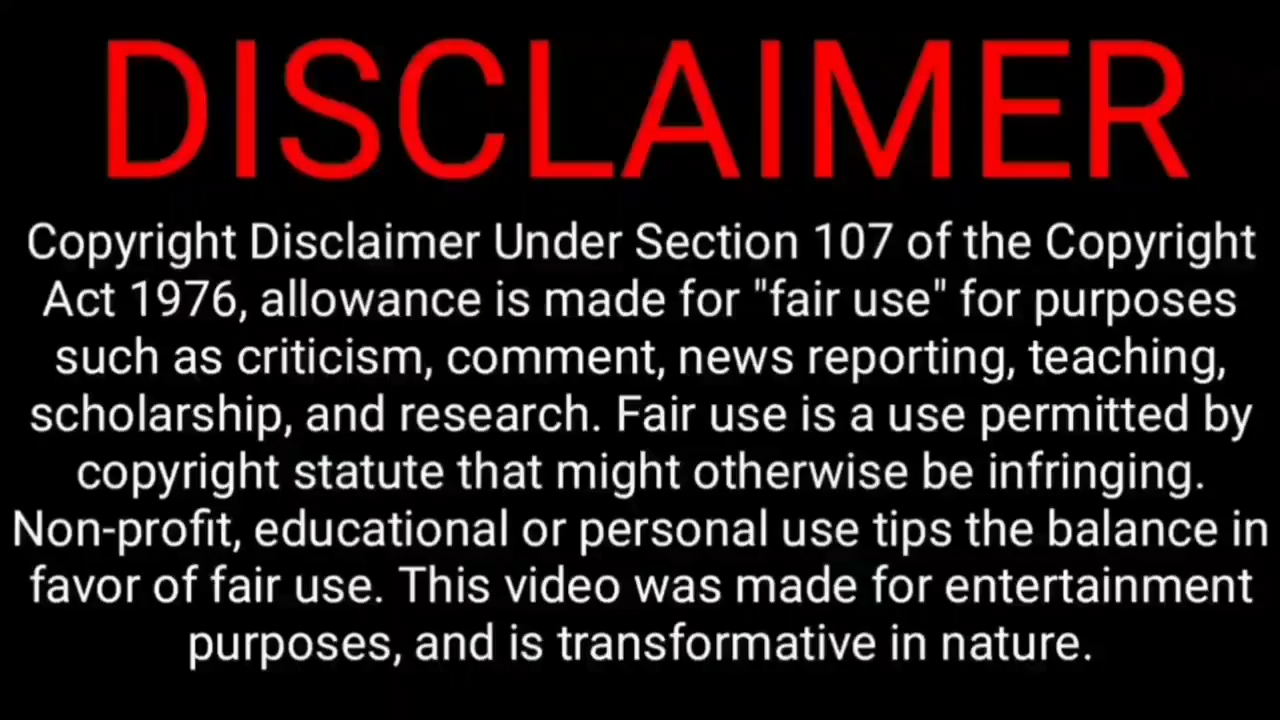 DISCLAIMER
Copyright Disclaimer Under Section 107 of the Copyright
Act 1976, allowance is made for "fair use" for purposes
such as criticism, comment, news reporting, teaching,
scholarship, and research. Fair use is a use permitted by
copyright statute that might otherwise be infringing.
Non-profit, educational or personal use tips the balance in
favor of fair use. This video was made for entertainment
purposes, and is transformative in nature.